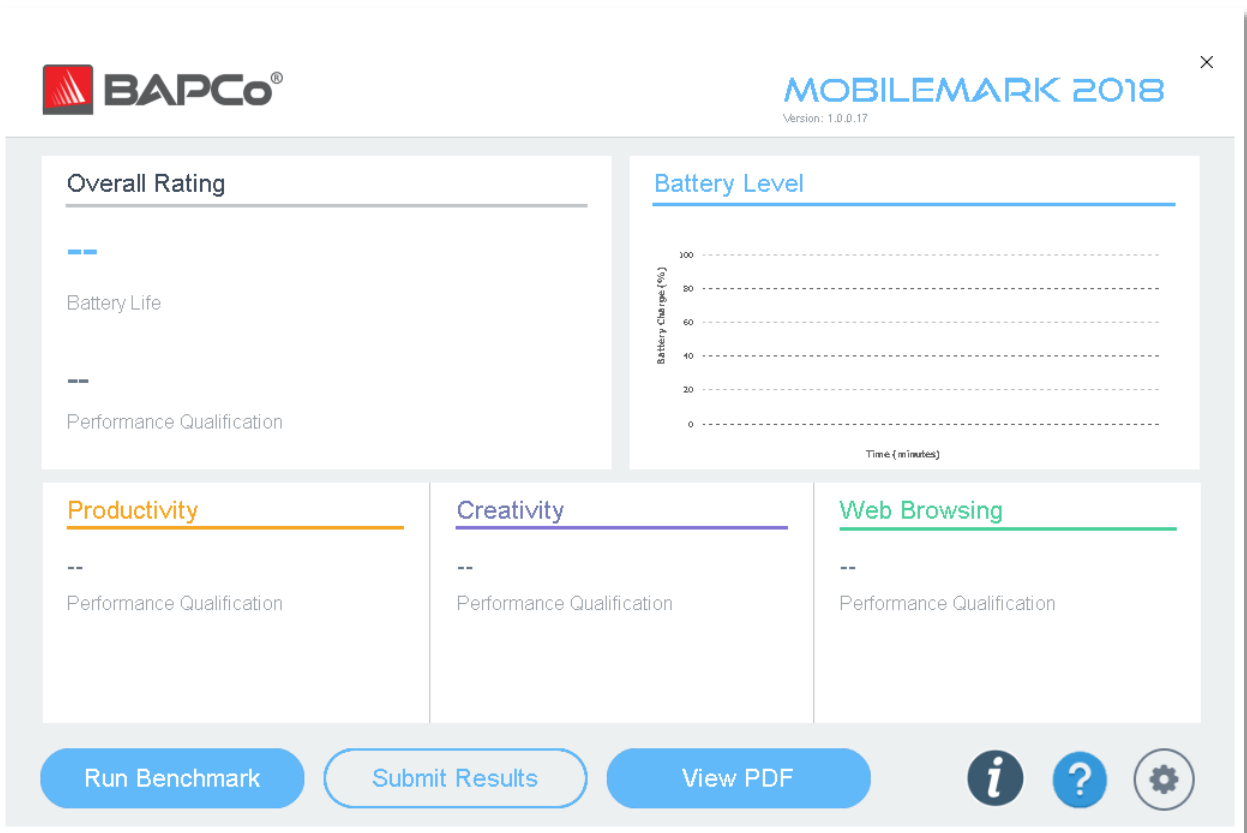 BAPCo®
MOBILEMARK 2018
Version: 1.0.0.17
Overall Rating
--
Battery Life
--
Performance Qualification
Battery Level
100
80
60
40
20
0
Battery Charge (%)
Time (minutes)
Productivity
--
Performance Qualification
Creativity
--
Performance Qualification
Web Browsing
--
Performance Qualification
Run Benchmark
Submit Results
View PDF
i
?